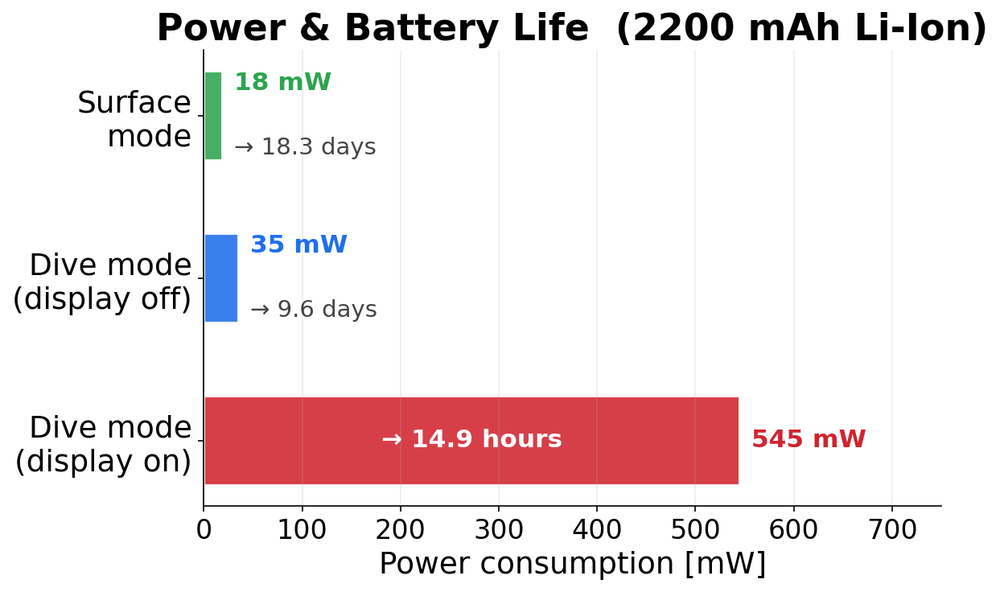 Power & Battery Life  (2200 mAh Li-Ion)
18 mW
Surface
mode
→ 18.3 days
35 mW
Dive mode
(display off)
→ 9.6 days
Dive mode
(display on)
→ 14.9 hours
545 mW
0 100 200 300 400 500 600 700
Power consumption [mW]